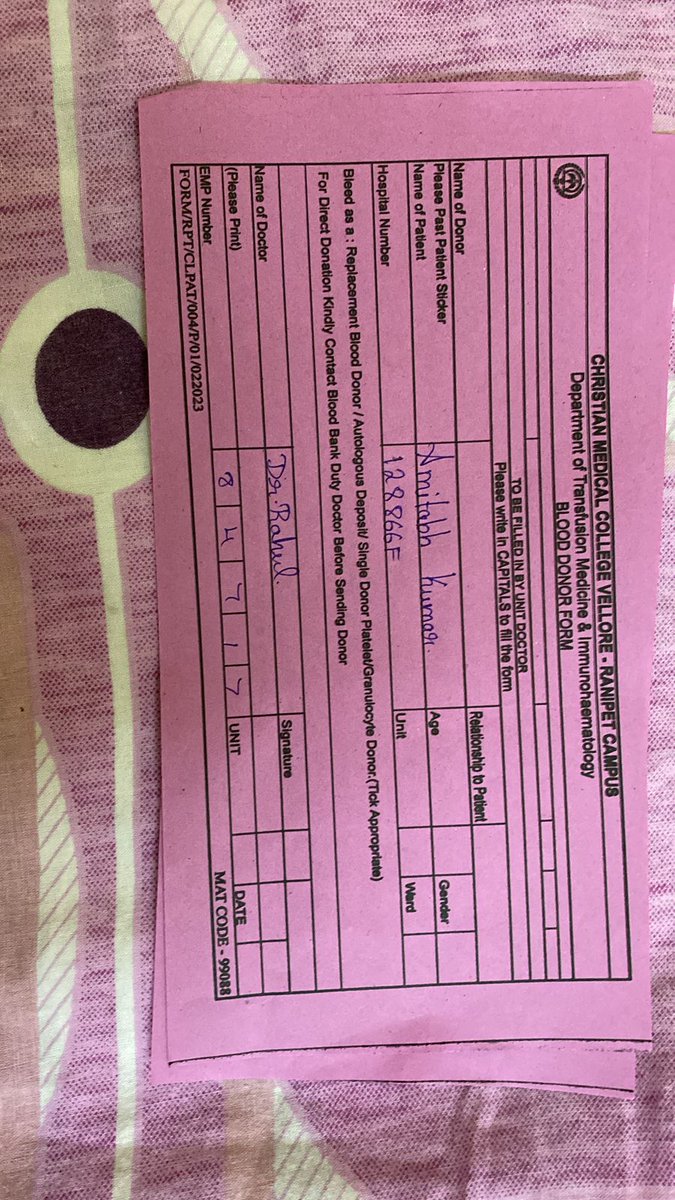 CHRISTIAN MEDICAL COLLEGE VELLORE - RANIPET CAMPUS
Department of Transfusion Medicine & Immunohaematology
BLOOD DONOR FORM
TO BE FILLED IN BY UNIT DOCTOR
Please write in CAPITALS to fill the form
Name of Donor Relationship to Patient
Please Past Patient Sticker
Name of Patient Amitabh Kumar. Age Gender
Hospital Number 128866F Unit Ward
Bleed as a : Replacement Blood Donor / Autologous Deposit/ Single Donor Platelet/Granulocyte Donor.(Tick Appropriate)
For Direct Donation Kindly Contact Blood Bank Duty Doctor Before Sending Donor
Name of Doctor Dr. Rahul. Signature
(Please Print)
EMP Number 8 4 7 1 7 UNIT DATE
FORM/RPT/CLPAT/004/P/01/022023 MAT CODE - 99088